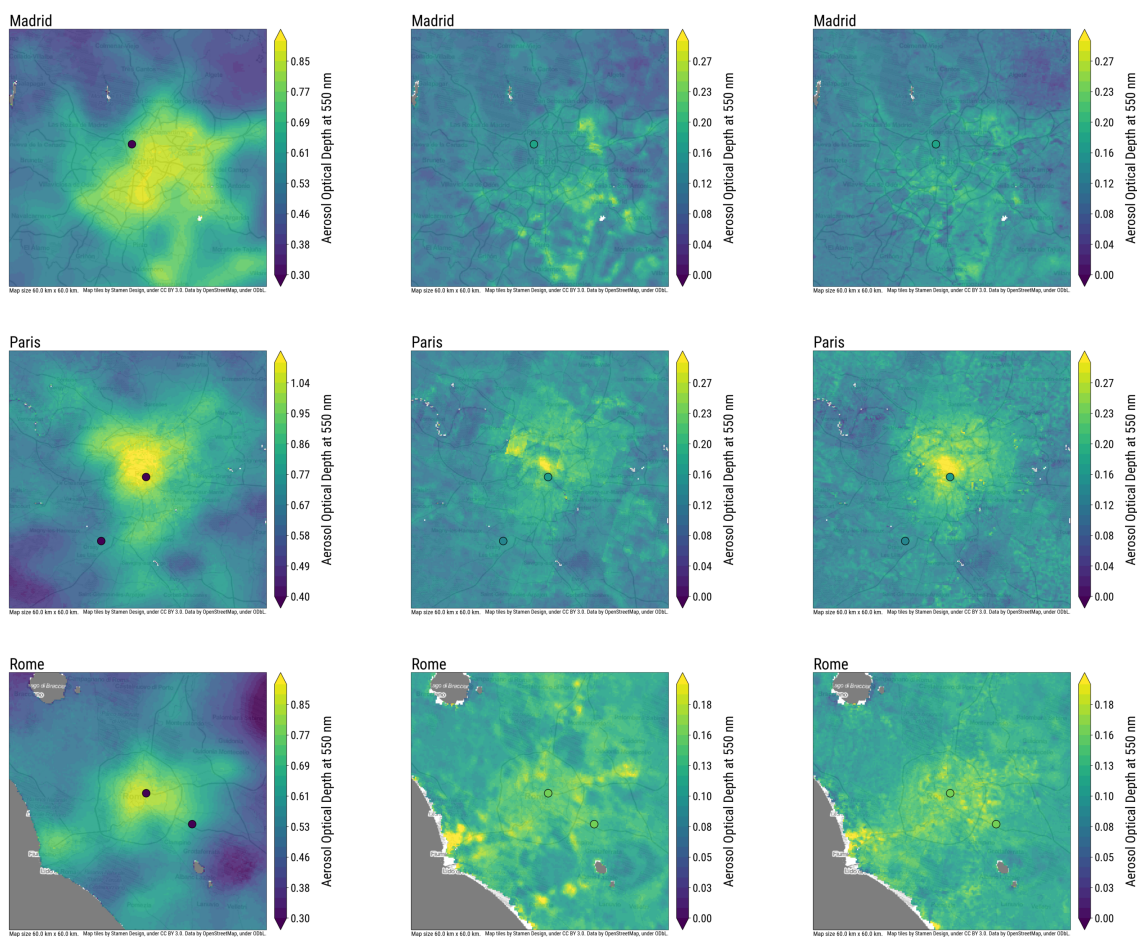 Madrid
0.85
0.77
0.69
0.61
0.53
0.46
0.38
0.30
Aerosol Optical Depth at 550 nm
Map size 60.0 km x 60.0 km. Map tiles by Stamen Design, under CC BY 3.0. Data by OpenStreetMap, under ODbL.
Madrid
0.27
0.23
0.20
0.16
0.12
0.08
0.04
0.00
Aerosol Optical Depth at 550 nm
Map size 60.0 km x 60.0 km. Map tiles by Stamen Design, under CC BY 3.0. Data by OpenStreetMap, under ODbL.
Madrid
0.27
0.23
0.20
0.16
0.12
0.08
0.04
0.00
Aerosol Optical Depth at 550 nm
Map size 60.0 km x 60.0 km. Map tiles by Stamen Design, under CC BY 3.0. Data by OpenStreetMap, under ODbL.
Paris
1.04
0.95
0.86
0.77
0.67
0.58
0.49
0.40
Aerosol Optical Depth at 550 nm
Map size 60.0 km x 60.0 km. Map tiles by Stamen Design, under CC BY 3.0. Data by OpenStreetMap, under ODbL.
Paris
0.27
0.23
0.20
0.16
0.12
0.08
0.04
0.00
Aerosol Optical Depth at 550 nm
Map size 60.0 km x 60.0 km. Map tiles by Stamen Design, under CC BY 3.0. Data by OpenStreetMap, under ODbL.
Paris
0.27
0.23
0.20
0.16
0.12
0.08
0.04
0.00
Aerosol Optical Depth at 550 nm
Map size 60.0 km x 60.0 km. Map tiles by Stamen Design, under CC BY 3.0. Data by OpenStreetMap, under ODbL.
Rome
0.85
0.77
0.69
0.61
0.53
0.46
0.38
0.30
Aerosol Optical Depth at 550 nm
Map size 60.0 km x 60.0 km. Map tiles by Stamen Design, under CC BY 3.0. Data by OpenStreetMap, under ODbL.
Rome
0.18
0.15
0.13
0.10
0.08
0.05
0.03
0.00
Aerosol Optical Depth at 550 nm
Map size 60.0 km x 60.0 km. Map tiles by Stamen Design, under CC BY 3.0. Data by OpenStreetMap, under ODbL.
Rome
0.18
0.15
0.13
0.10
0.08
0.05
0.03
0.00
Aerosol Optical Depth at 550 nm
Map size 60.0 km x 60.0 km. Map tiles by Stamen Design, under CC BY 3.0. Data by OpenStreetMap, under ODbL.